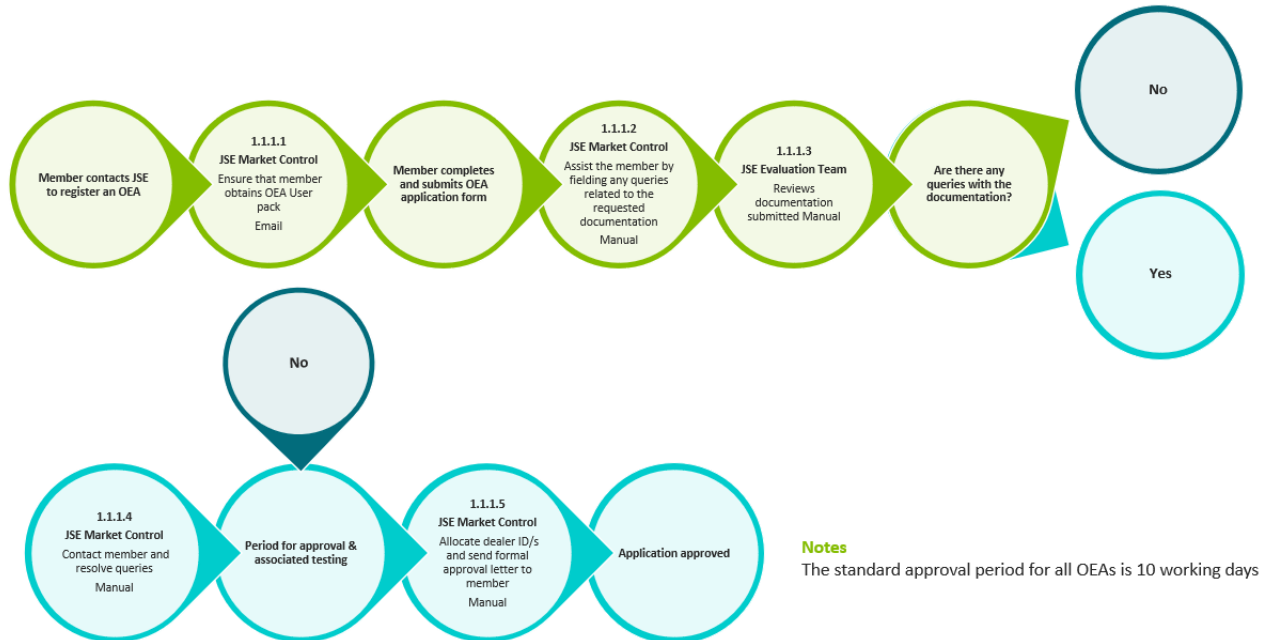 Member contacts JSE
to register an OEA
1.1.1.1
JSE Market Control
Ensure that member
obtains OEA User
pack
Email
Member completes
and submits OEA
application form
1.1.1.2
JSE Market Control
Assist the member by
fielding any queries
related to the
requested
documentation
Manual
1.1.1.3
JSE Evaluation Team
Reviews
documentation
submitted Manual
Are there any
queries with the
documentation?
No
Yes
No
1.1.1.4
JSE Market Control
Contact member and
resolve queries
Manual
Period for approval &
associated testing
1.1.1.5
JSE Market Control
Allocate dealer ID/s
and send formal
approval letter to
member
Manual
Application approved
Notes
The standard approval period for all OEAs is 10 working days